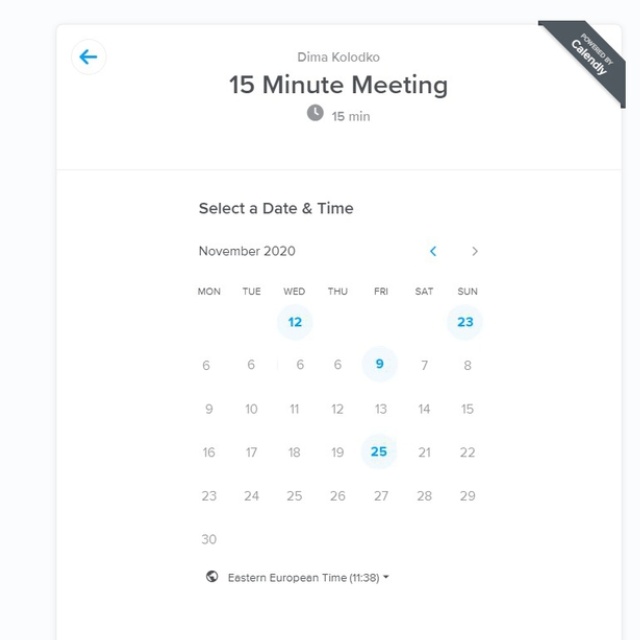 POWERED BY
Calendly
Dima Kolodko
15 Minute Meeting
15 min
Select a Date & Time
November 2020
MON TUE WED THU FRI SAT SUN
12 23
6 6 6 6 9 7 8
9 10 11 12 13 14 15
16 17 18 19 25 21 22
23 24 25 26 27 28 29
30
Eastern European Time (11:38)